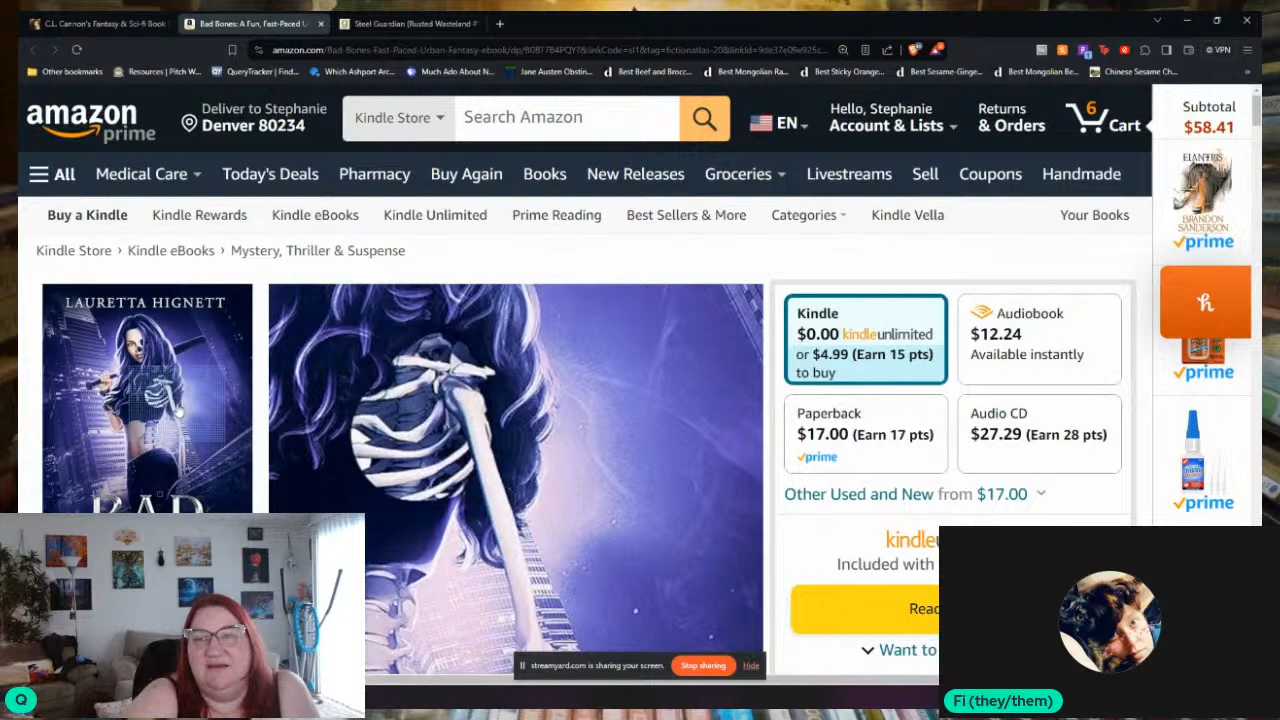 C.L. Cannon's Fantasy & Sci-fi Book
Bad Bones: A Fun, Fast-Paced U
Steel Guardian (Rusted Wasteland #
VPN
Other bookmarks
Resources | Pitch W...
QueryTracker | Find...
Which Ashport Arc...
Much Ado About N...
Jane Austen Obstin...
Best Beef and Brocc...
Best Mongolian Ra...
Best Sticky Orange...
Best Sesame-Ginge...
Best Mongolian Be...
Chinese Sesame Ch...
amazon
prime
Deliver to Stephanie
Denver 80234
Kindle Store
Search Amazon
EN
Hello, Stephanie
Account & Lists
Returns
& Orders
6
Cart
Subtotal
$58.41
All
Medical Care
Today's Deals
Pharmacy
Buy Again
Books
New Releases
Groceries
Livestreams
Sell
Coupons
Handmade
Buy a Kindle
Kindle Rewards
Kindle eBooks
Kindle Unlimited
Prime Reading
Best Sellers & More
Categories
Kindle Vella
Your Books
ELANTRIS
BRANDON
SANDERSON
prime
Kindle Store › Kindle eBooks › Mystery, Thriller & Suspense
LAURETTA HIGNETT
BAD
Kindle
$0.00 kindleunlimited
or $4.99 (Earn 15 pts)
to buy
Audiobook
$12.24
Available instantly
h
prime
Paperback
$17.00 (Earn 17 pts)
prime
Audio CD
$27.29 (Earn 28 pts)
prime
Other Used and New from $17.00
Included with
Want to
streamyard.com is sharing your screen.
Stop sharing
Hide
Q
Fi (they/them)